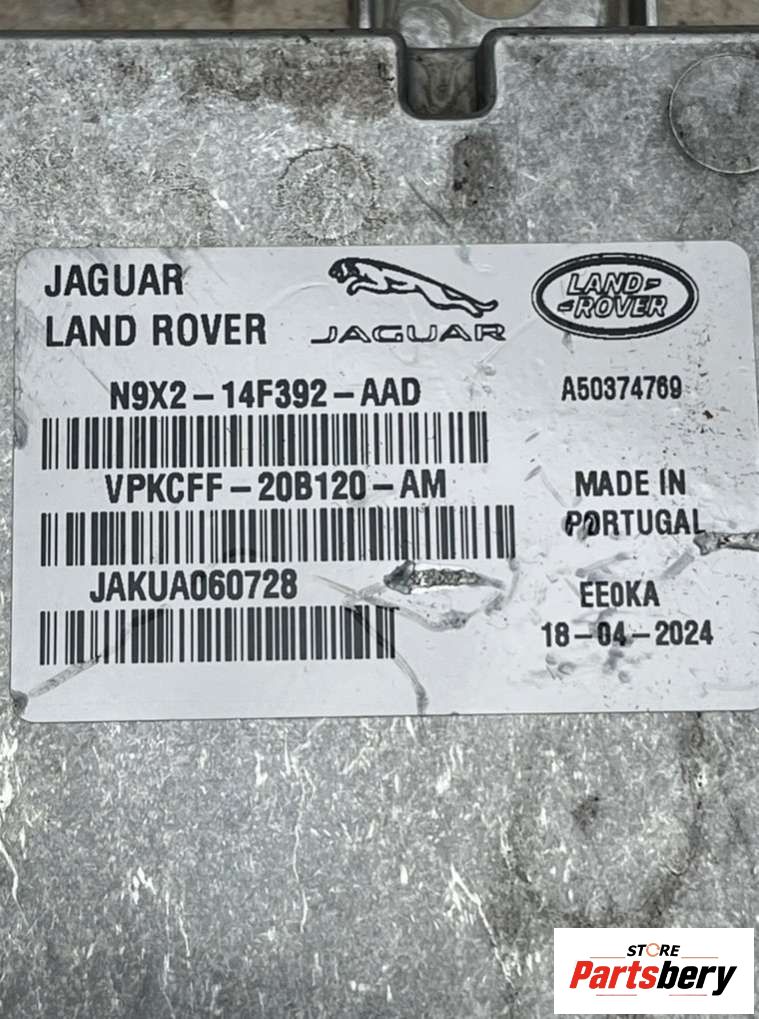 JAGUAR
LAND ROVER
JAGUAR
LAND-
-ROVER
N9X2-14F392-AAD
A50374769
VPKCFF-20B120-AM
MADE IN
PORTUGAL
JAKUA060728
EE0KA
18-04-2024
STORE
Partsbery